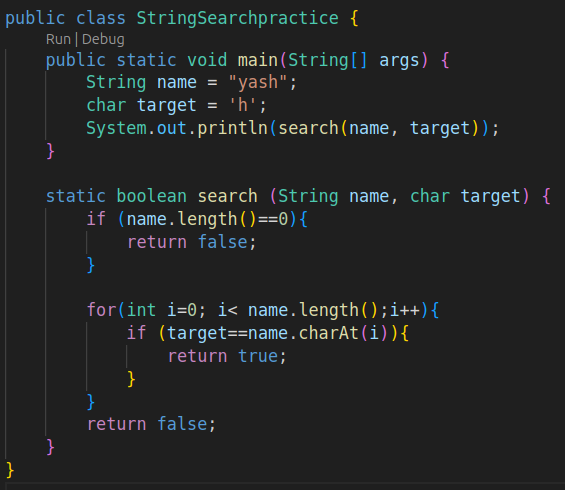 public class StringSearchpractice {
Run | Debug
public static void main(String[] args) {
String name = "yash";
char target = 'h';
System.out.println(search(name, target));
}
static boolean search (String name, char target) {
if (name.length()==0){
return false;
}
for(int i=0; i< name.length();i++){
if (target==name.charAt(i)){
return true;
}
}
return false;
}
}